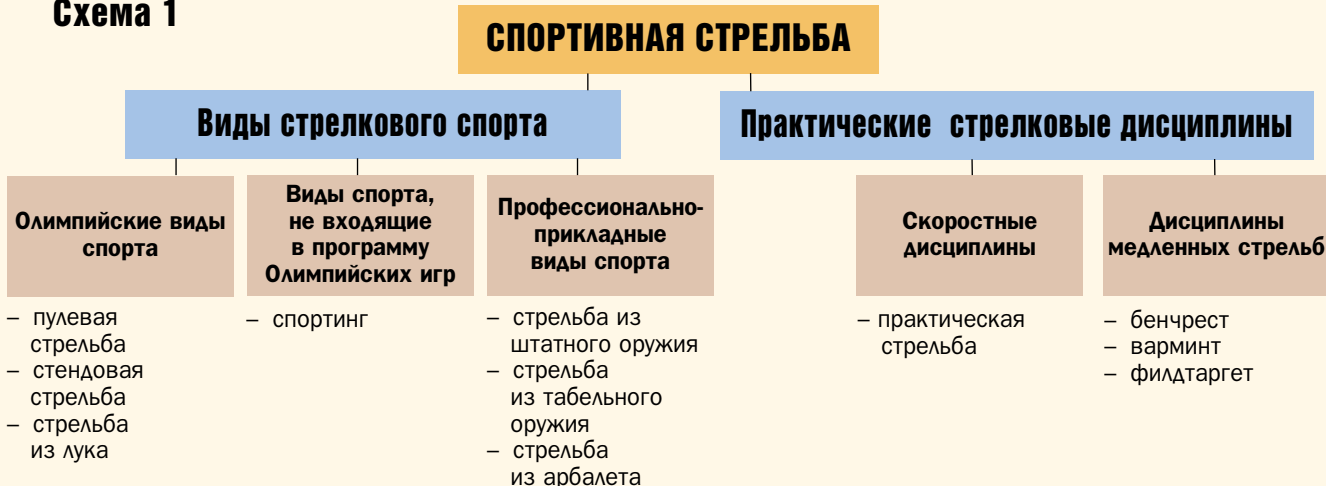 Схема 1
СПОРТИВНАЯ СТРЕЛЬБА
Виды стрелкового спорта
Практические стрелковые дисциплины
Олимпийские виды
спорта
Виды спорта,
не входящие
в программу
Олимпийских игр
Профессионально-
прикладные
виды спорта
Скоростные
дисциплины
Дисциплины
медленных стрельб
– пулевая
стрельба
– стендовая
стрельба
– стрельба
из лука
– спортинг
– стрельба из
штатного оружия
– стрельба
из табельного
оружия
– стрельба
из арбалета
– практическая
стрельба
– бенчрест
– варминт
– филдтаргет